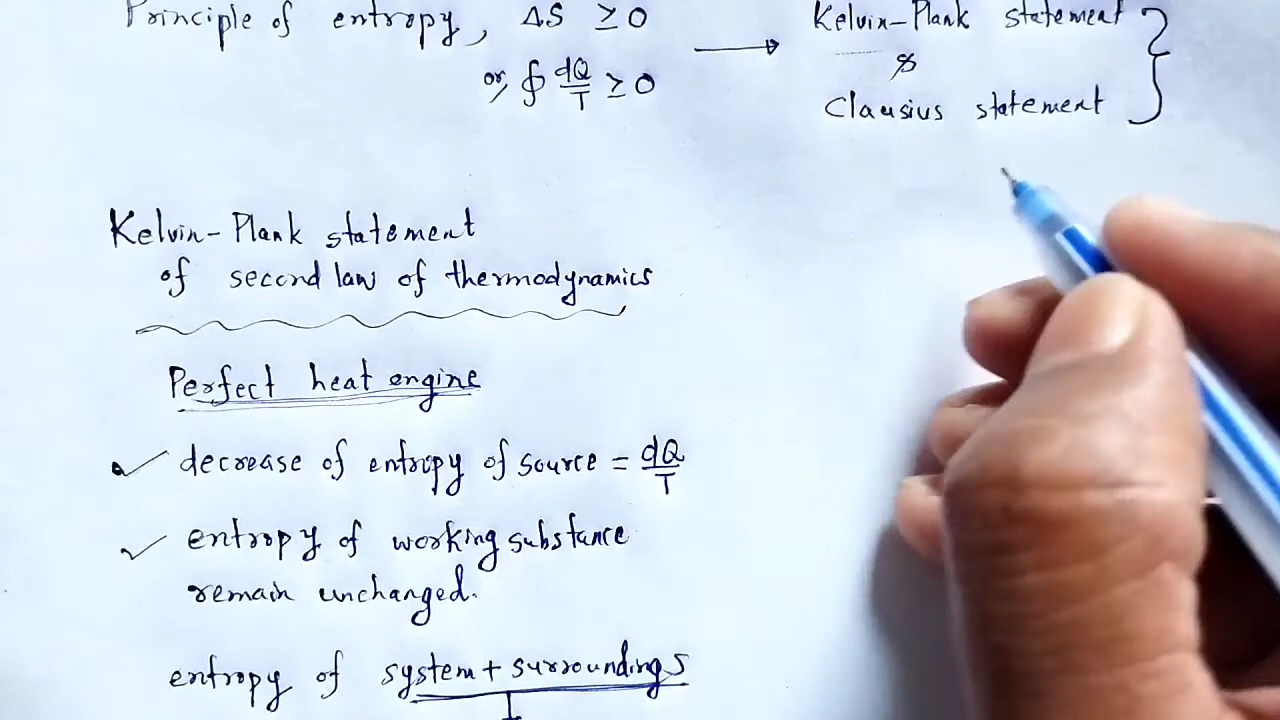 Principle of entropy, ΔS ≥ 0
or, ∮ dQ/T ≥ 0
Kelvin-Plank statement
&
Clausius statement
Kelvin-Plank statement
of second law of thermodynamics
Perfect heat engine
decrease of entropy of source = dQ/T
entropy of working substance
remain unchanged.
entropy of system + surroundings